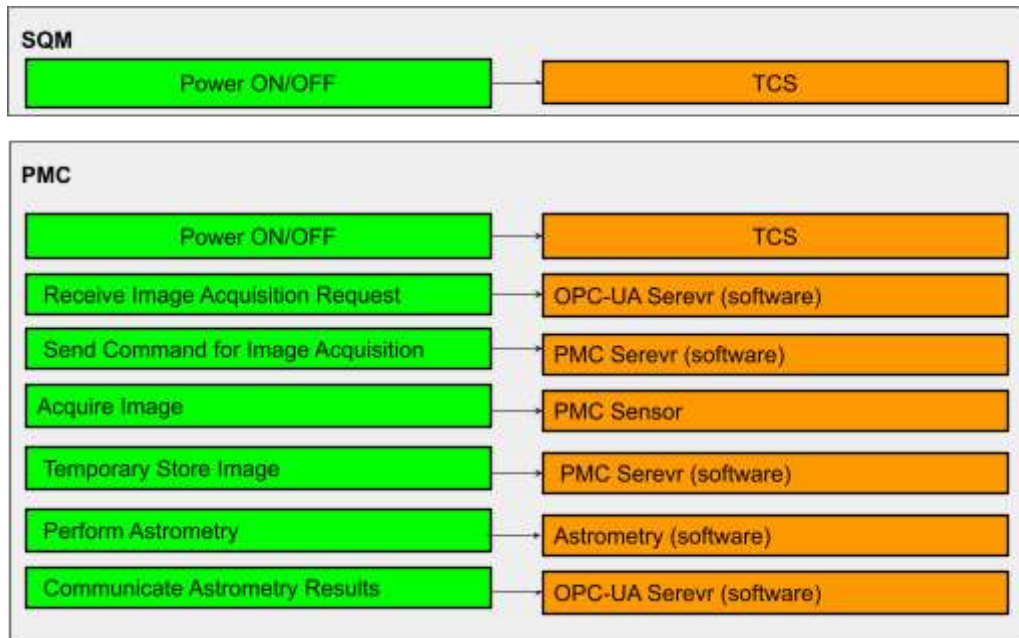 SQM
Power ON/OFF
TCS
PMC
Power ON/OFF
TCS
Receive Image Acquisition Request
OPC-UA Serevr (software)
Send Command for Image Acquisition
PMC Serevr (software)
Acquire Image
PMC Sensor
Temporary Store Image
PMC Serevr (software)
Perform Astrometry
Astrometry (software)
Communicate Astrometry Results
OPC-UA Serevr (software)